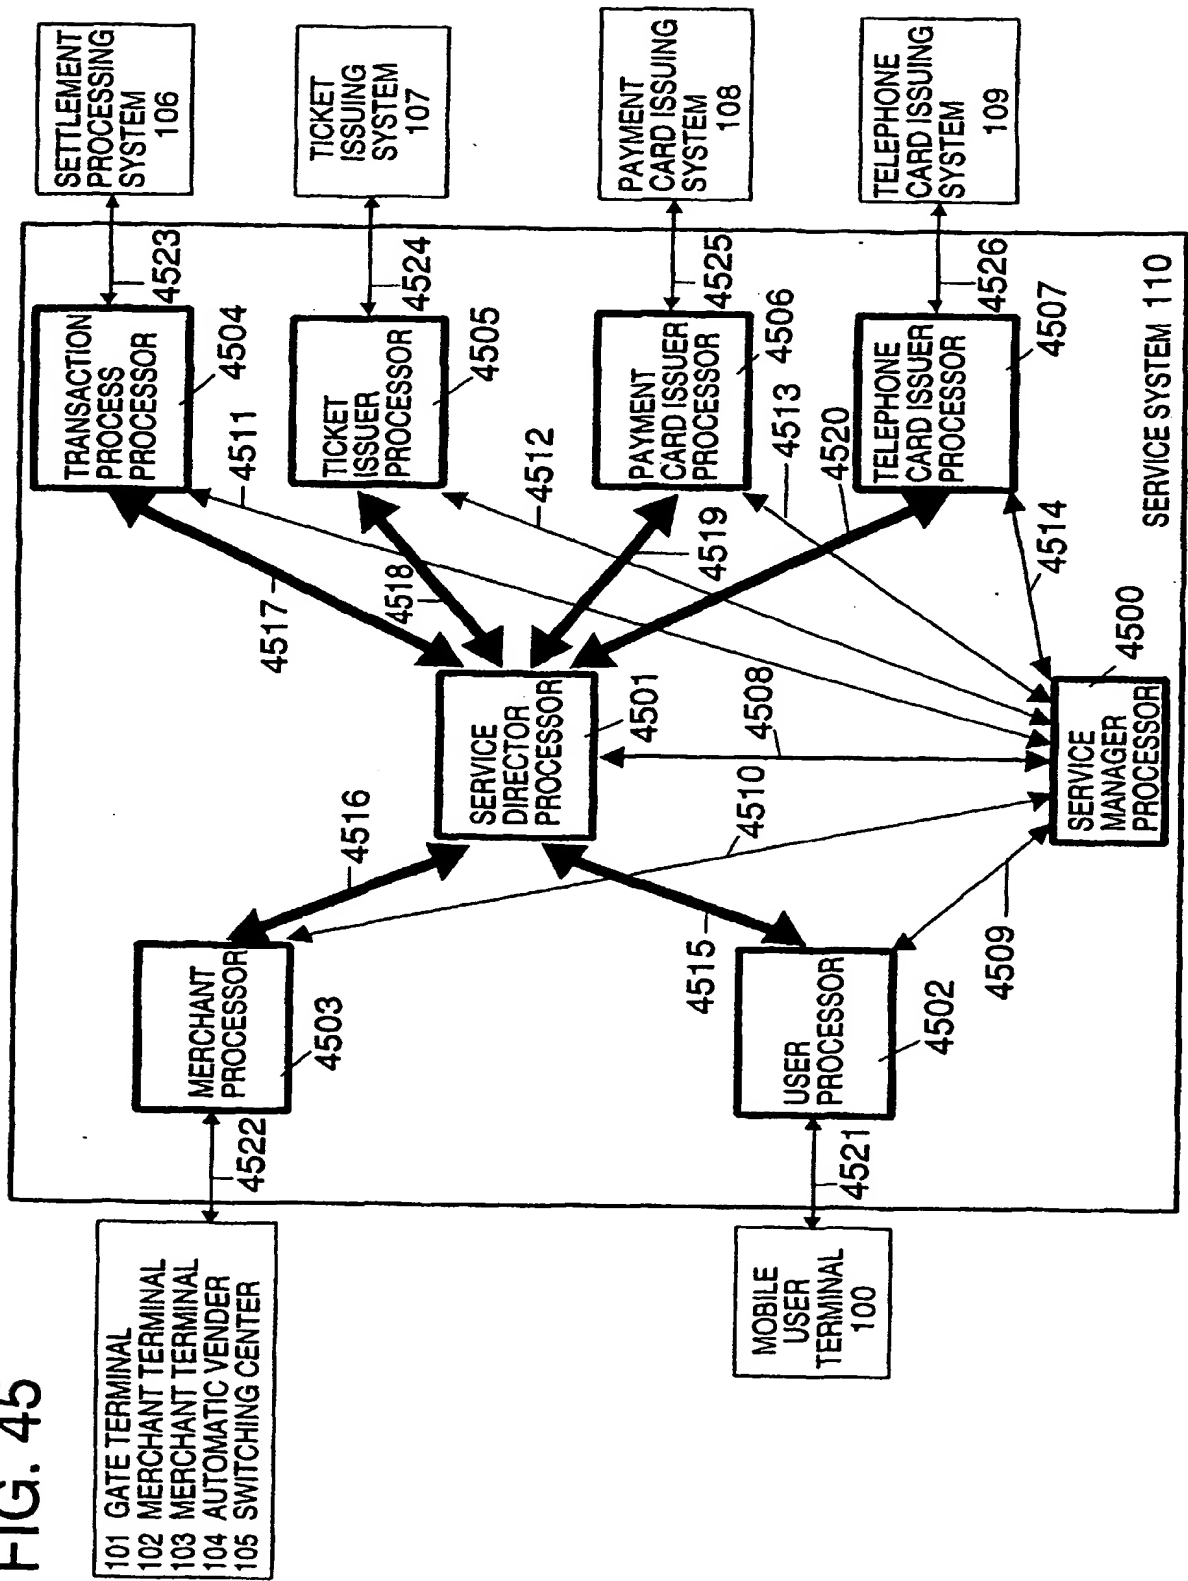 FIG. 45
101 GATE TERMINAL
102 MERCHANT TERMINAL
103 MERCHANT TERMINAL
104 AUTOMATIC VENDER
105 SWITCHING CENTER
4522
MERCHANT
PROCESSOR
4503
4516
MOBILE
USER
TERMINAL
100
4521
USER
PROCESSOR
4502
4515
4509
4510
SERVICE
DIRECTOR
PROCESSOR
4501
4508
SERVICE
MANAGER
PROCESSOR
4500
4517
4518
4519
4520
4511
4512
4513
4514
TRANSACTION
PROCESS
PROCESSOR
4504
TICKET
ISSUER
PROCESSOR
4505
PAYMENT
CARD ISSUER
PROCESSOR
4506
TELEPHONE
CARD ISSUER
PROCESSOR
4507
4523
4524
4525
4526
SERVICE SYSTEM 110
SETTLEMENT
PROCESSING
SYSTEM
106
TICKET
ISSUING
SYSTEM
107
PAYMENT
CARD ISSUING
SYSTEM
108
TELEPHONE
CARD ISSUING
SYSTEM
109